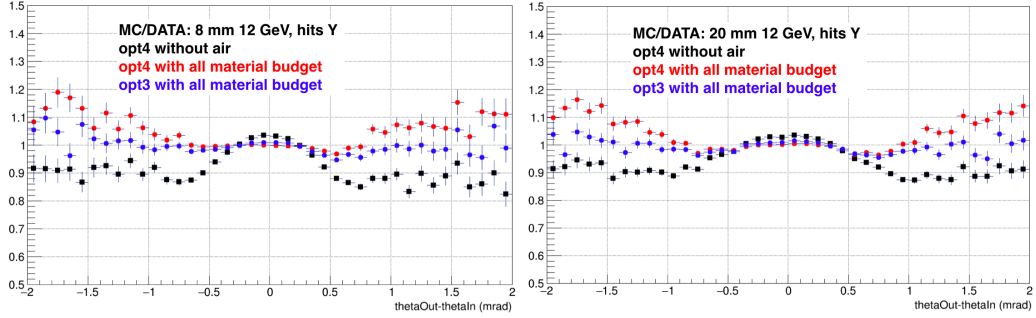 MC/DATA: 8 mm 12 GeV, hits Y
opt4 without air
opt4 with all material budget
opt3 with all material budget
1.5
1.4
1.3
1.2
1.1
1
0.9
0.8
0.7
0.6
0.5
−2 −1.5 −1 −0.5 0 0.5 1 1.5 2
thetaOut-thetaIn (mrad)
MC/DATA: 20 mm 12 GeV, hits Y
opt4 without air
opt4 with all material budget
opt3 with all material budget
1.5
1.4
1.3
1.2
1.1
1
0.9
0.8
0.7
0.6
0.5
−2 −1.5 −1 −0.5 0 0.5 1 1.5 2
thetaOut-thetaIn (mrad)